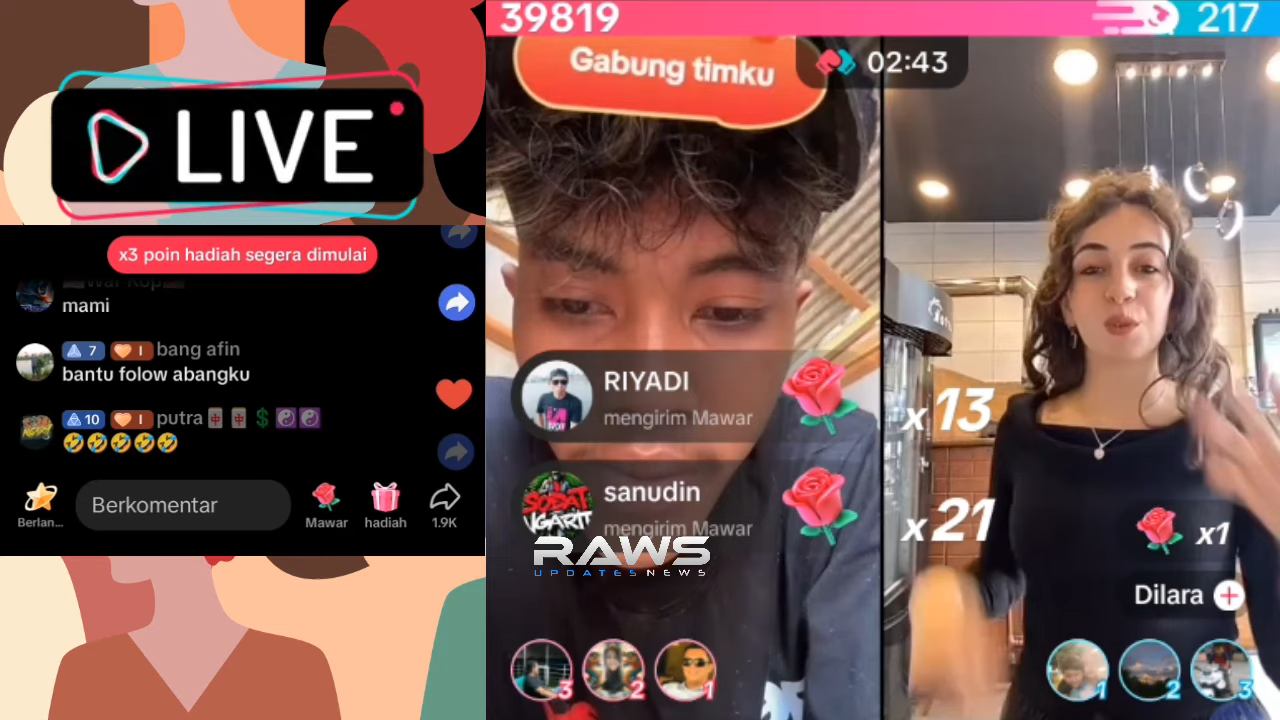 LIVE
x3 poin hadiah segera dimulai
mami
7 I bang afin
bantu folow abangku
10 I putra
🤣🤣🤣🤣🤣
Berlan...
Berkomentar
Mawar
hadiah
1.9K
39819
217
Gabung timku
02:43
RIYADI
mengirim Mawar
x13
sanudin
mengirim Mawar
x21
RAWS
UPDATES NEWS
x1
Dilara
3
2
1
1
2
3